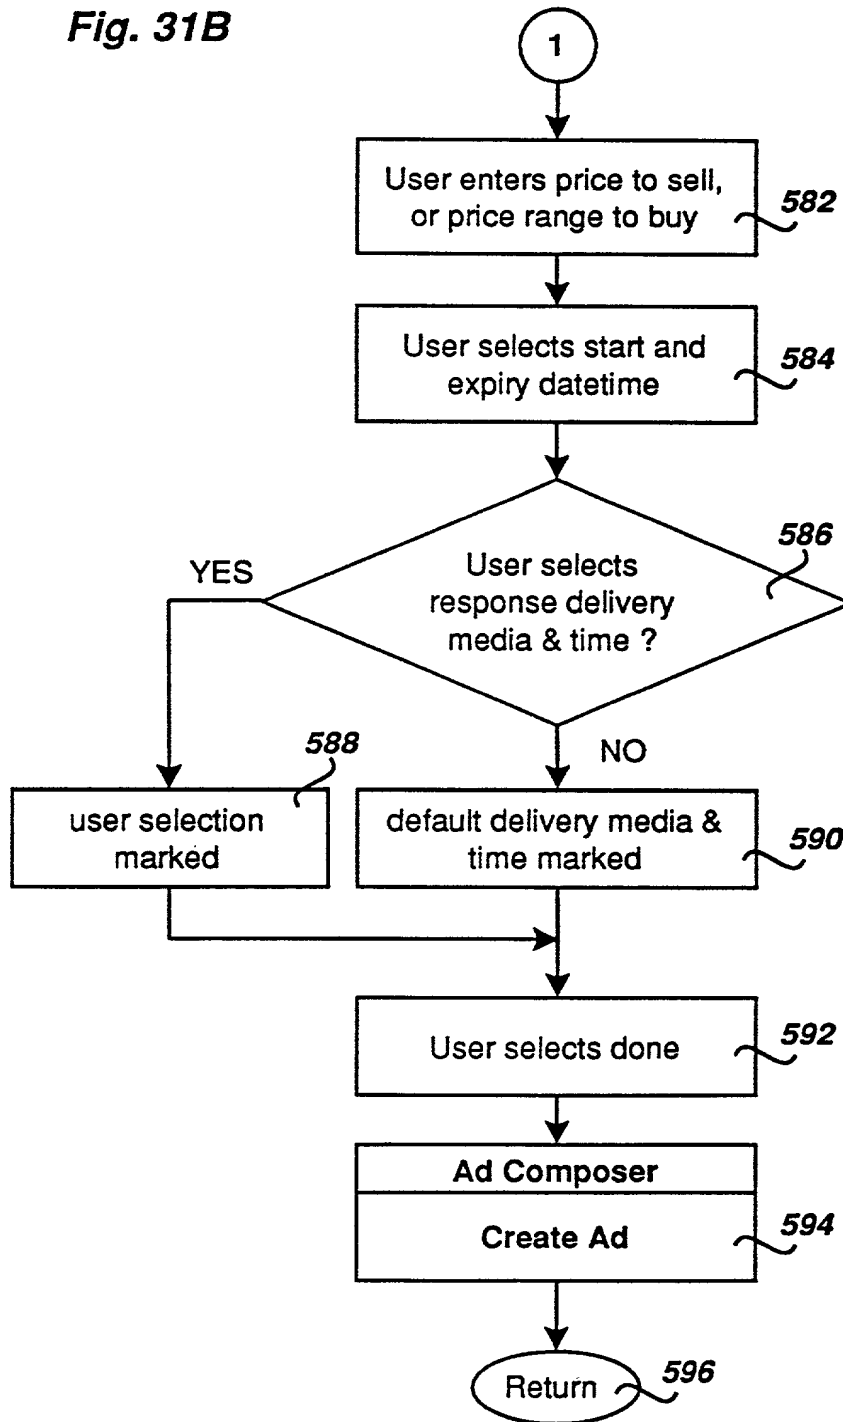 Fig. 31B
1
User enters price to sell,
or price range to buy
582
User selects start and
expiry datetime
584
586
User selects
response delivery
media & time ?
YES
NO
588
user selection
marked
default delivery media &
time marked
590
User selects done
592
Ad Composer
Create Ad
594
Return
596